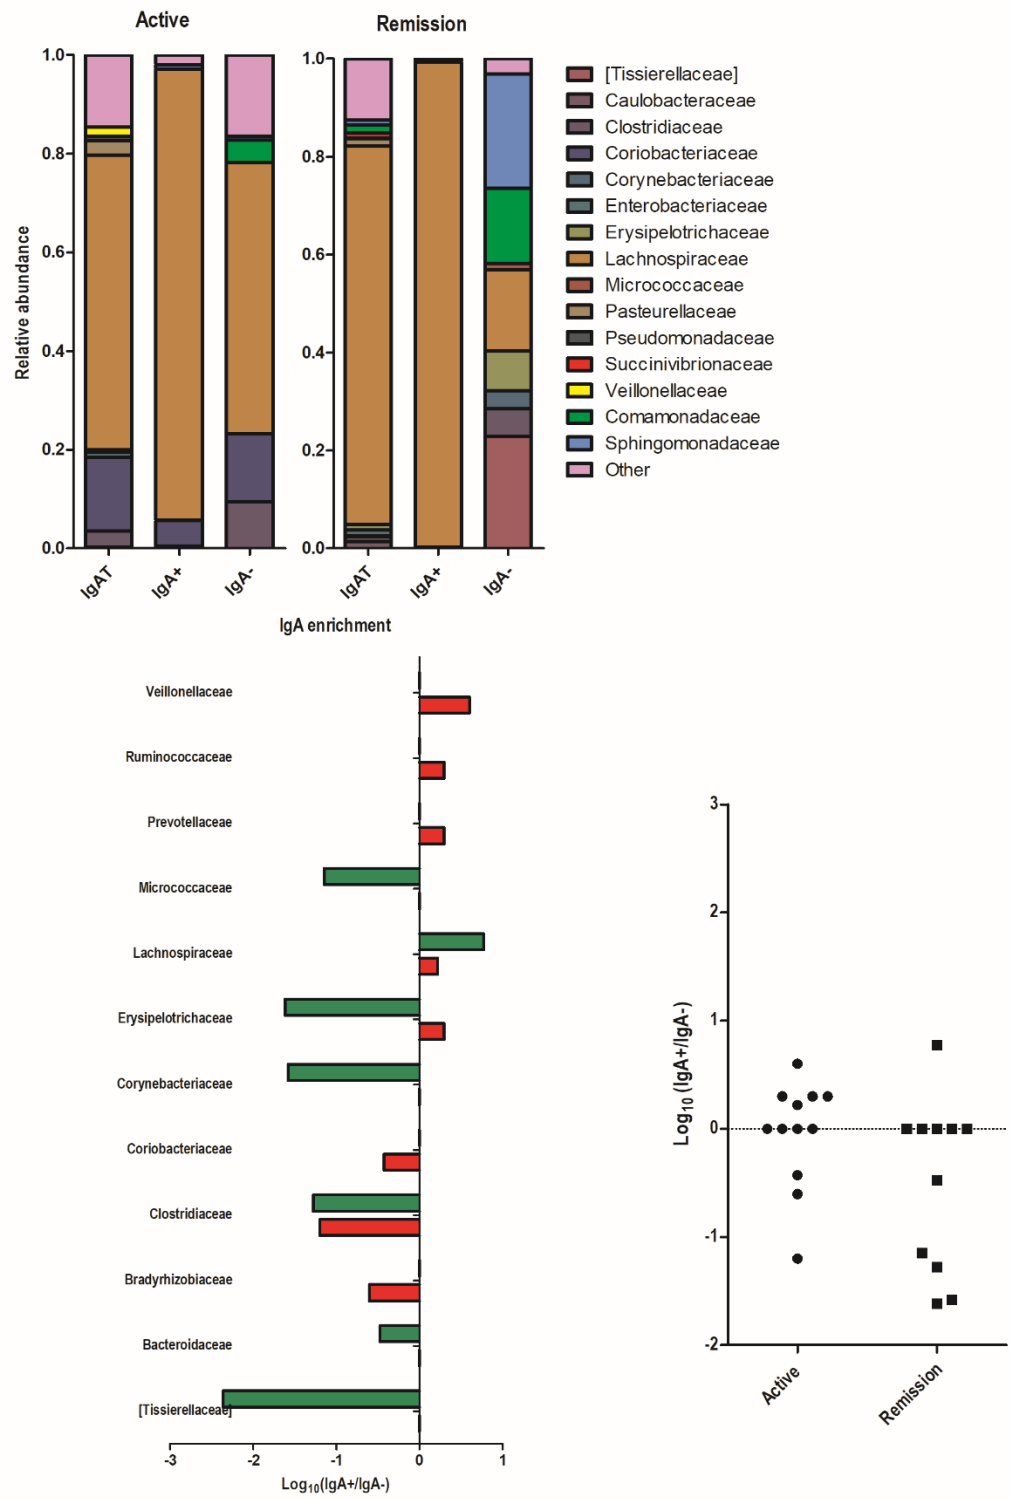 Active
Remission
Relative abundance
1.0
0.8
0.6
0.4
0.2
0.0
IgAT
IgA+
IgA-
1.0
0.8
0.6
0.4
0.2
0.0
IgAT
IgA+
IgA-
[Tissierellaceae]
Caulobacteraceae
Clostridiaceae
Coriobacteriaceae
Corynebacteriaceae
Enterobacteriaceae
Erysipelotrichaceae
Lachnospiraceae
Micrococcaceae
Pasteurellaceae
Pseudomonadaceae
Succinivibrionaceae
Veillonellaceae
Comamonadaceae
Sphingomonadaceae
Other
IgA enrichment
Veillonellaceae
Ruminococcaceae
Prevotellaceae
Micrococcaceae
Lachnospiraceae
Erysipelotrichaceae
Corynebacteriaceae
Coriobacteriaceae
Clostridiaceae
Bradyrhizobiaceae
Bacteroidaceae
[Tissierellaceae]
-3 -2 -1 0 1
Log10(IgA+/IgA-)
Log10 (IgA+/IgA-)
3
2
1
0
-1
-2
Active
Remission